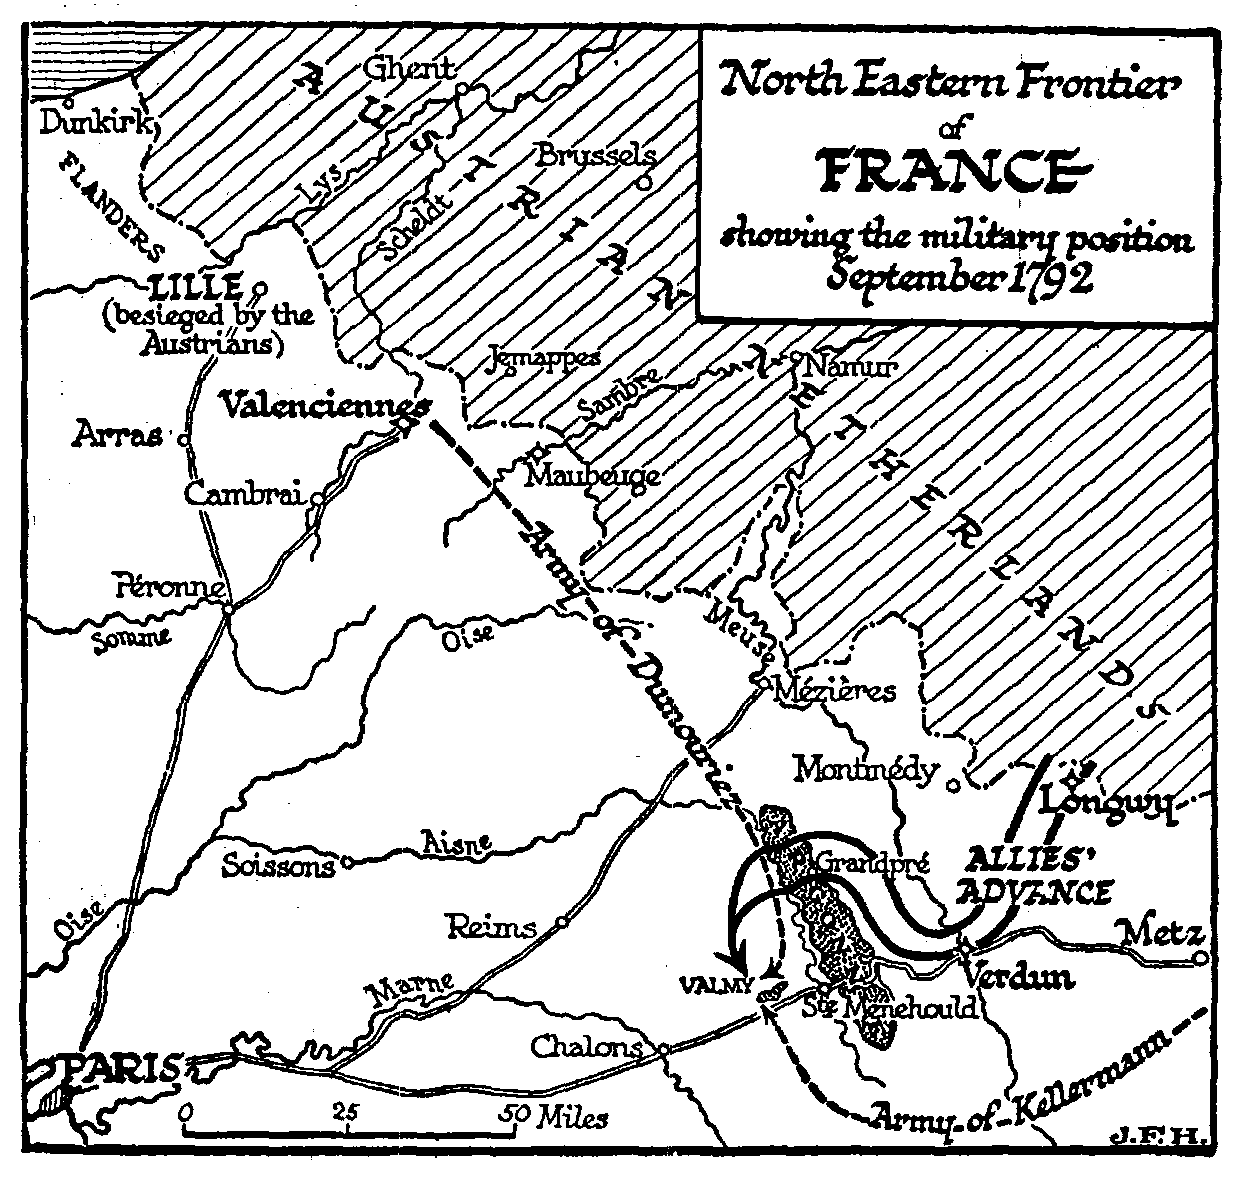 North Eastern Frontier
of
FRANCE
showing the military position
September 1792
AUSTRIAN
NETHERLANDS
Ghent
Dunkirk
FLANDERS
Brussels
Lys
Scheldt
LILLE
(besieged by the
Austrians)
Jemappes
Namur
Sambre
Valenciennes
Arras
Maubeuge
Cambrai
Army of Dumouriez
Péronne
Somme
Oise
Meuse
Mézières
Montmédy
Longwy
Aisne
Soissons
Grandpré
ALLIES'
ADVANCE
Oise
Reims
Metz
Verdun
Marne
VALMY
Ste Menehould
Chalons
PARIS
Army of Kellermann
0 25 50 Miles
J.F.H.